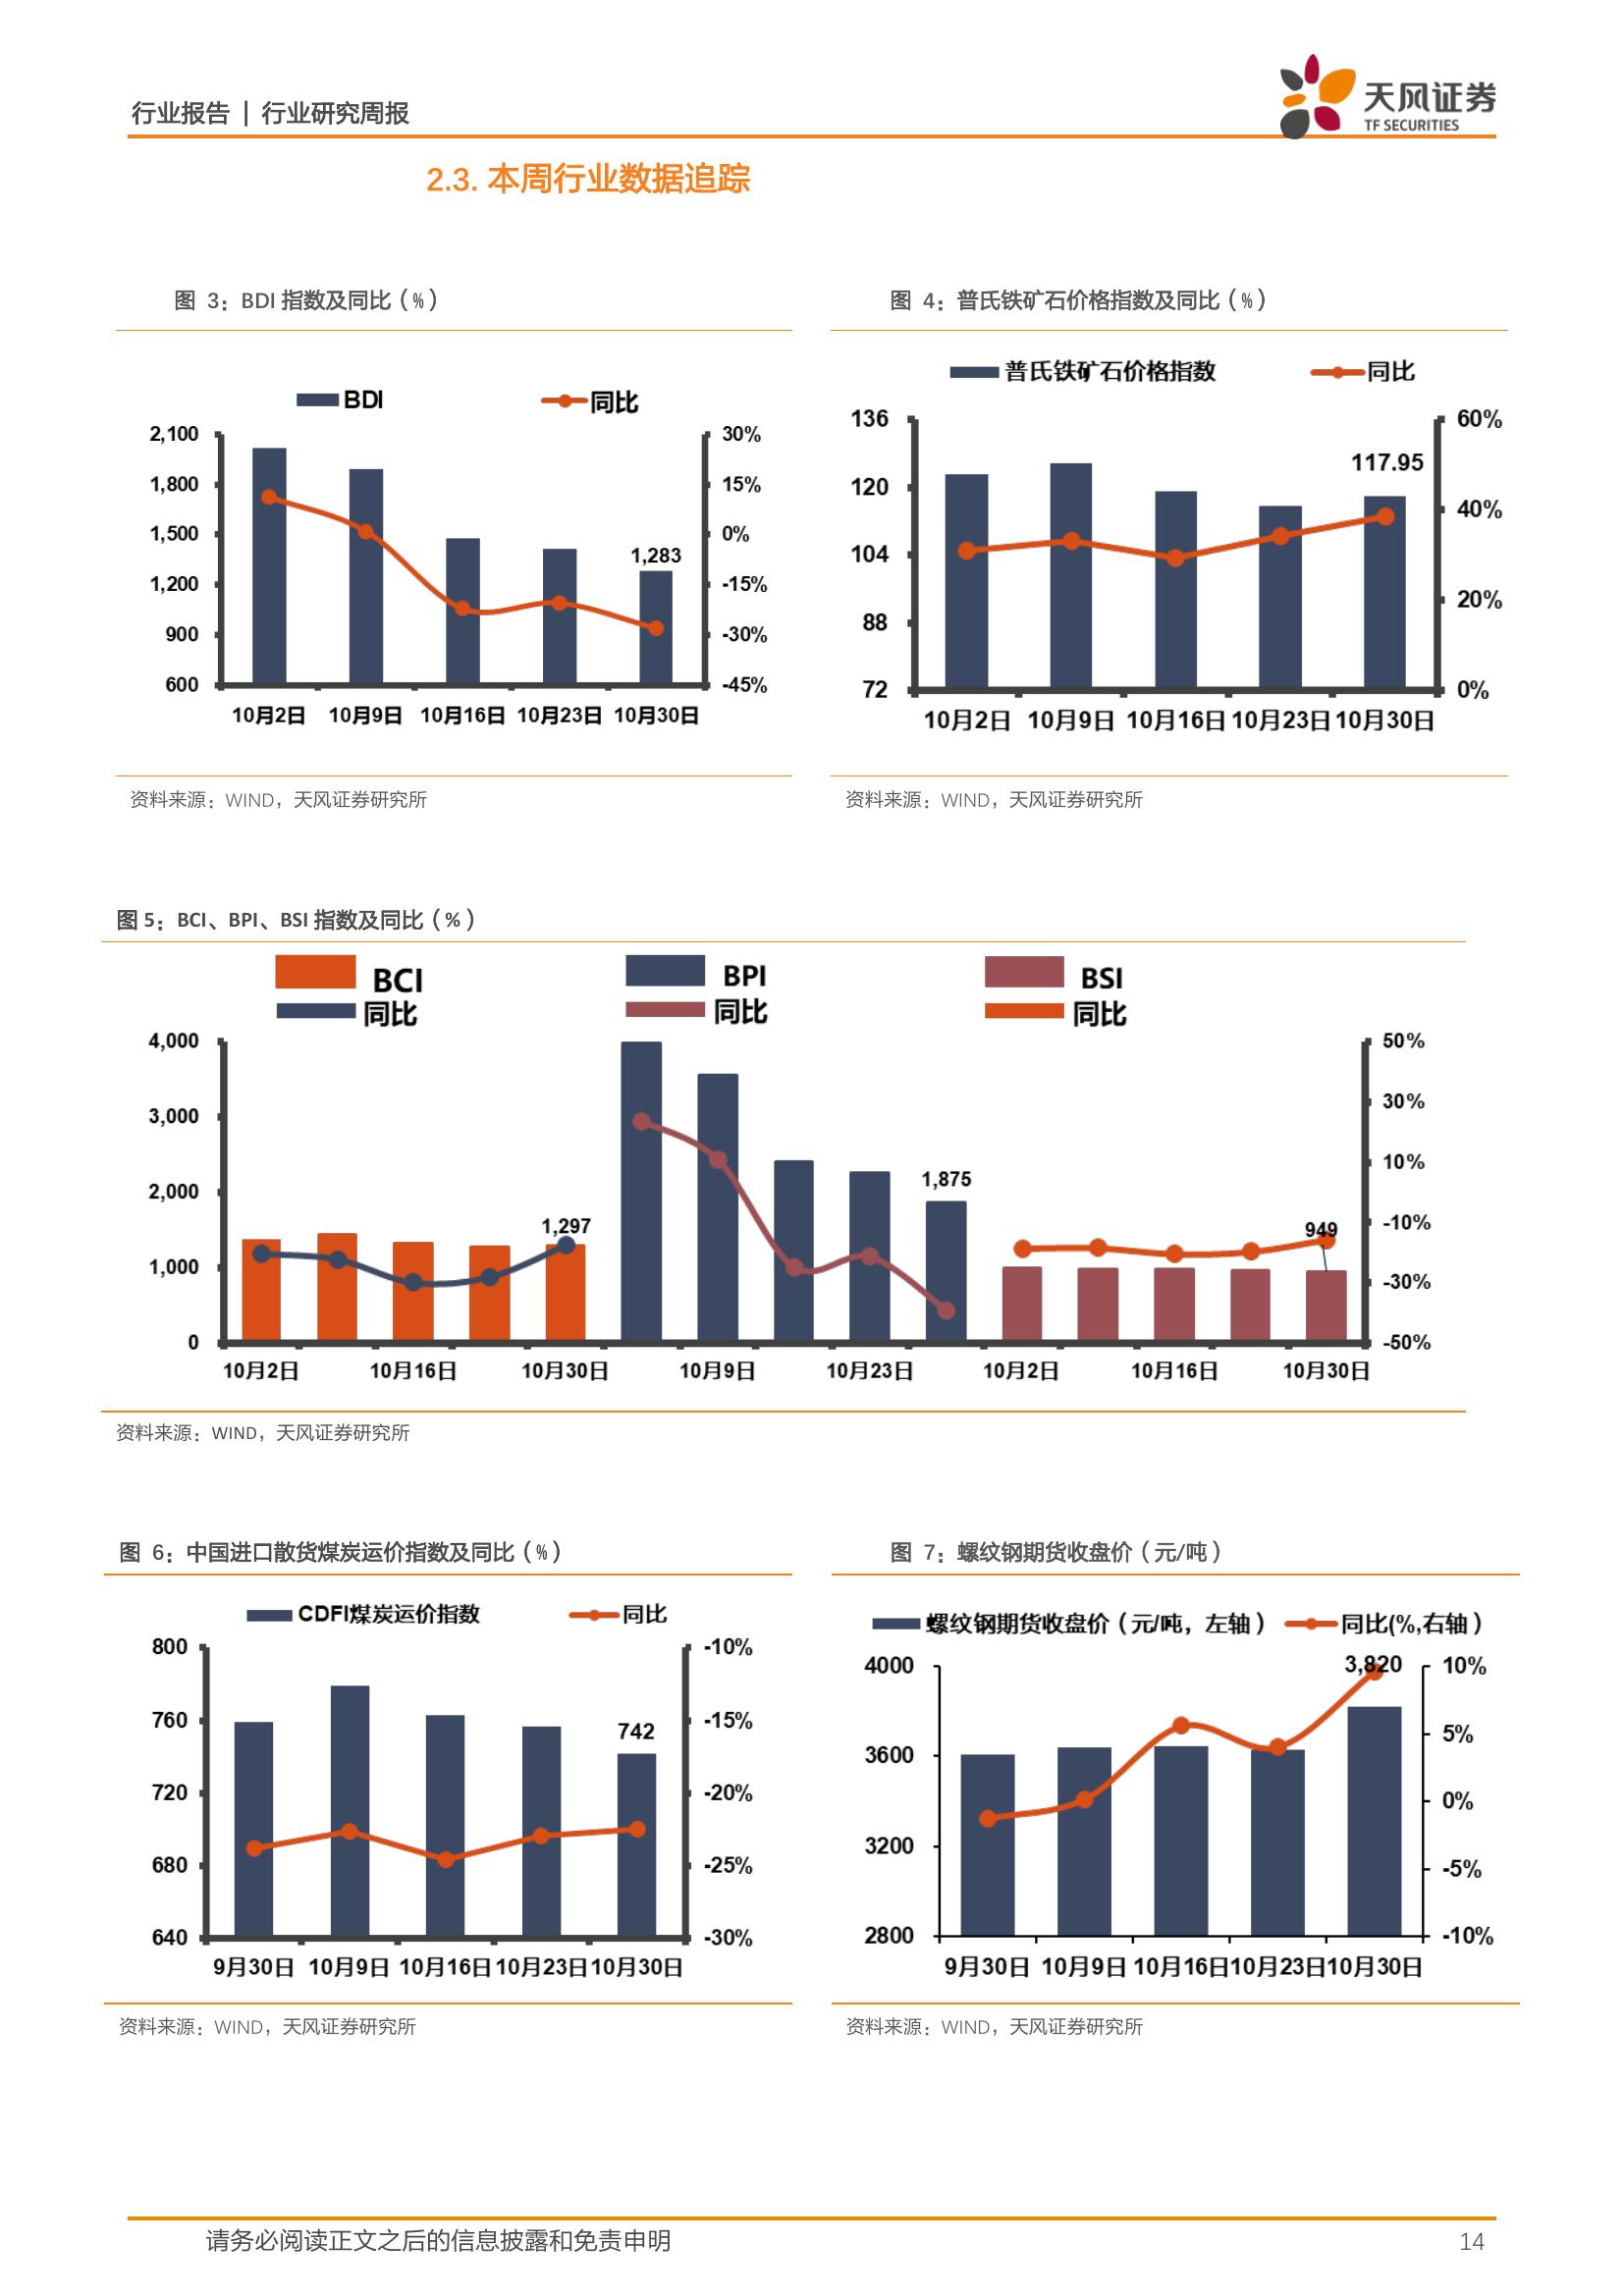 行业报告 | 行业研究周报
天风证券
TF SECURITIES
2.3. 本周行业数据追踪
图 3：BDI 指数及同比（%）
BDI 同比
2,100 30%
1,800 15%
1,500 0%
1,283
1,200 -15%
900 -30%
600 -45%
10月2日 10月9日 10月16日 10月23日 10月30日
资料来源：WIND，天风证券研究所
图 4：普氏铁矿石价格指数及同比（%）
普氏铁矿石价格指数 同比
136 60%
117.95
120 40%
104
20%
88
72 0%
10月2日 10月9日 10月16日 10月23日 10月30日
资料来源：WIND，天风证券研究所
图 5：BCI、BPI、BSI 指数及同比（%）
BCI BPI BSI
同比 同比 同比
4,000 50%
3,000 30%
10%
1,875
2,000 -10%
1,297 949
1,000 -30%
0 -50%
10月2日 10月16日 10月30日 10月9日 10月23日 10月2日 10月16日 10月30日
资料来源：WIND，天风证券研究所
图 6：中国进口散货煤炭运价指数及同比（%）
CDFI煤炭运价指数 同比
800 -10%
760 -15%
742
720 -20%
680 -25%
640 -30%
9月30日 10月9日 10月16日 10月23日 10月30日
资料来源：WIND，天风证券研究所
图 7：螺纹钢期货收盘价（元/吨）
螺纹钢期货收盘价（元/吨，左轴） 同比(%,右轴）
3,820
4000 10%
5%
3600
0%
3200
-5%
2800 -10%
9月30日 10月9日 10月16日 10月23日 10月30日
资料来源：WIND，天风证券研究所
请务必阅读正文之后的信息披露和免责申明 14